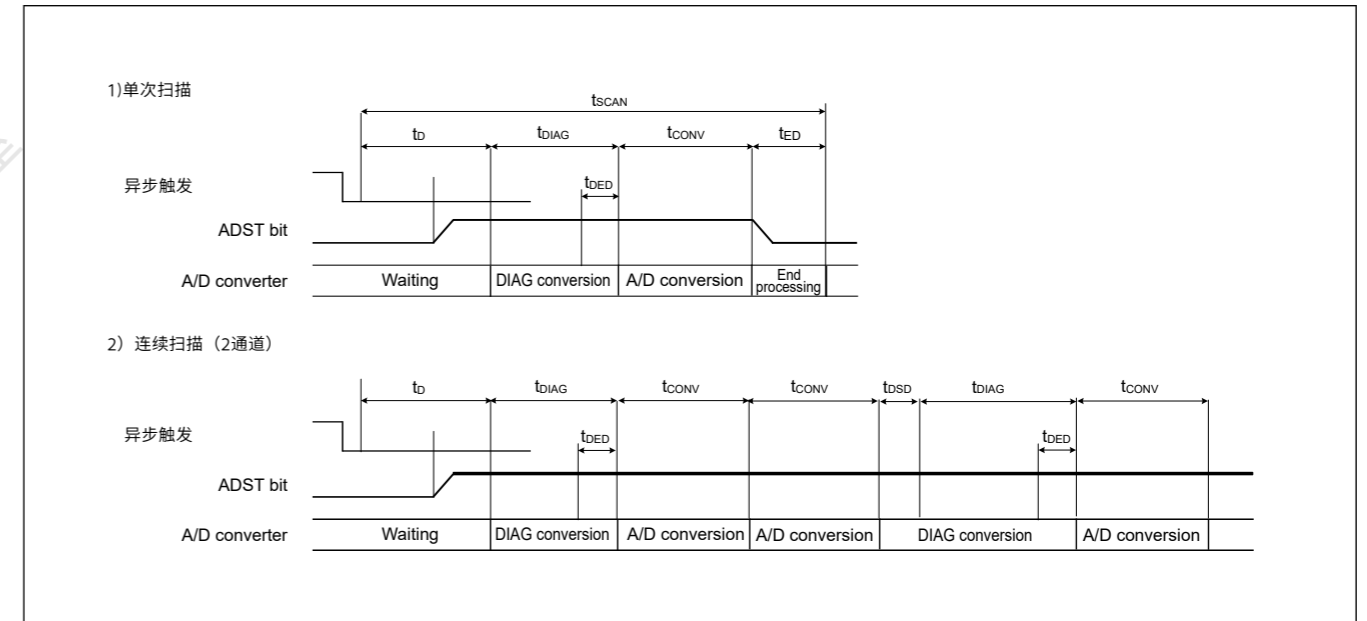 1)单次扫描
tSCAN
tD tDIAG tCONV tED
异步触发
tDED
ADST bit
A/D converter Waiting DIAG conversion A/D conversion End processing
2）连续扫描（2通道）
tD tDIAG tCONV tCONV tDSD tDIAG tCONV
异步触发
tDED tDED
ADST bit
A/D converter Waiting DIAG conversion A/D conversion A/D conversion DIAG conversion A/D conversion